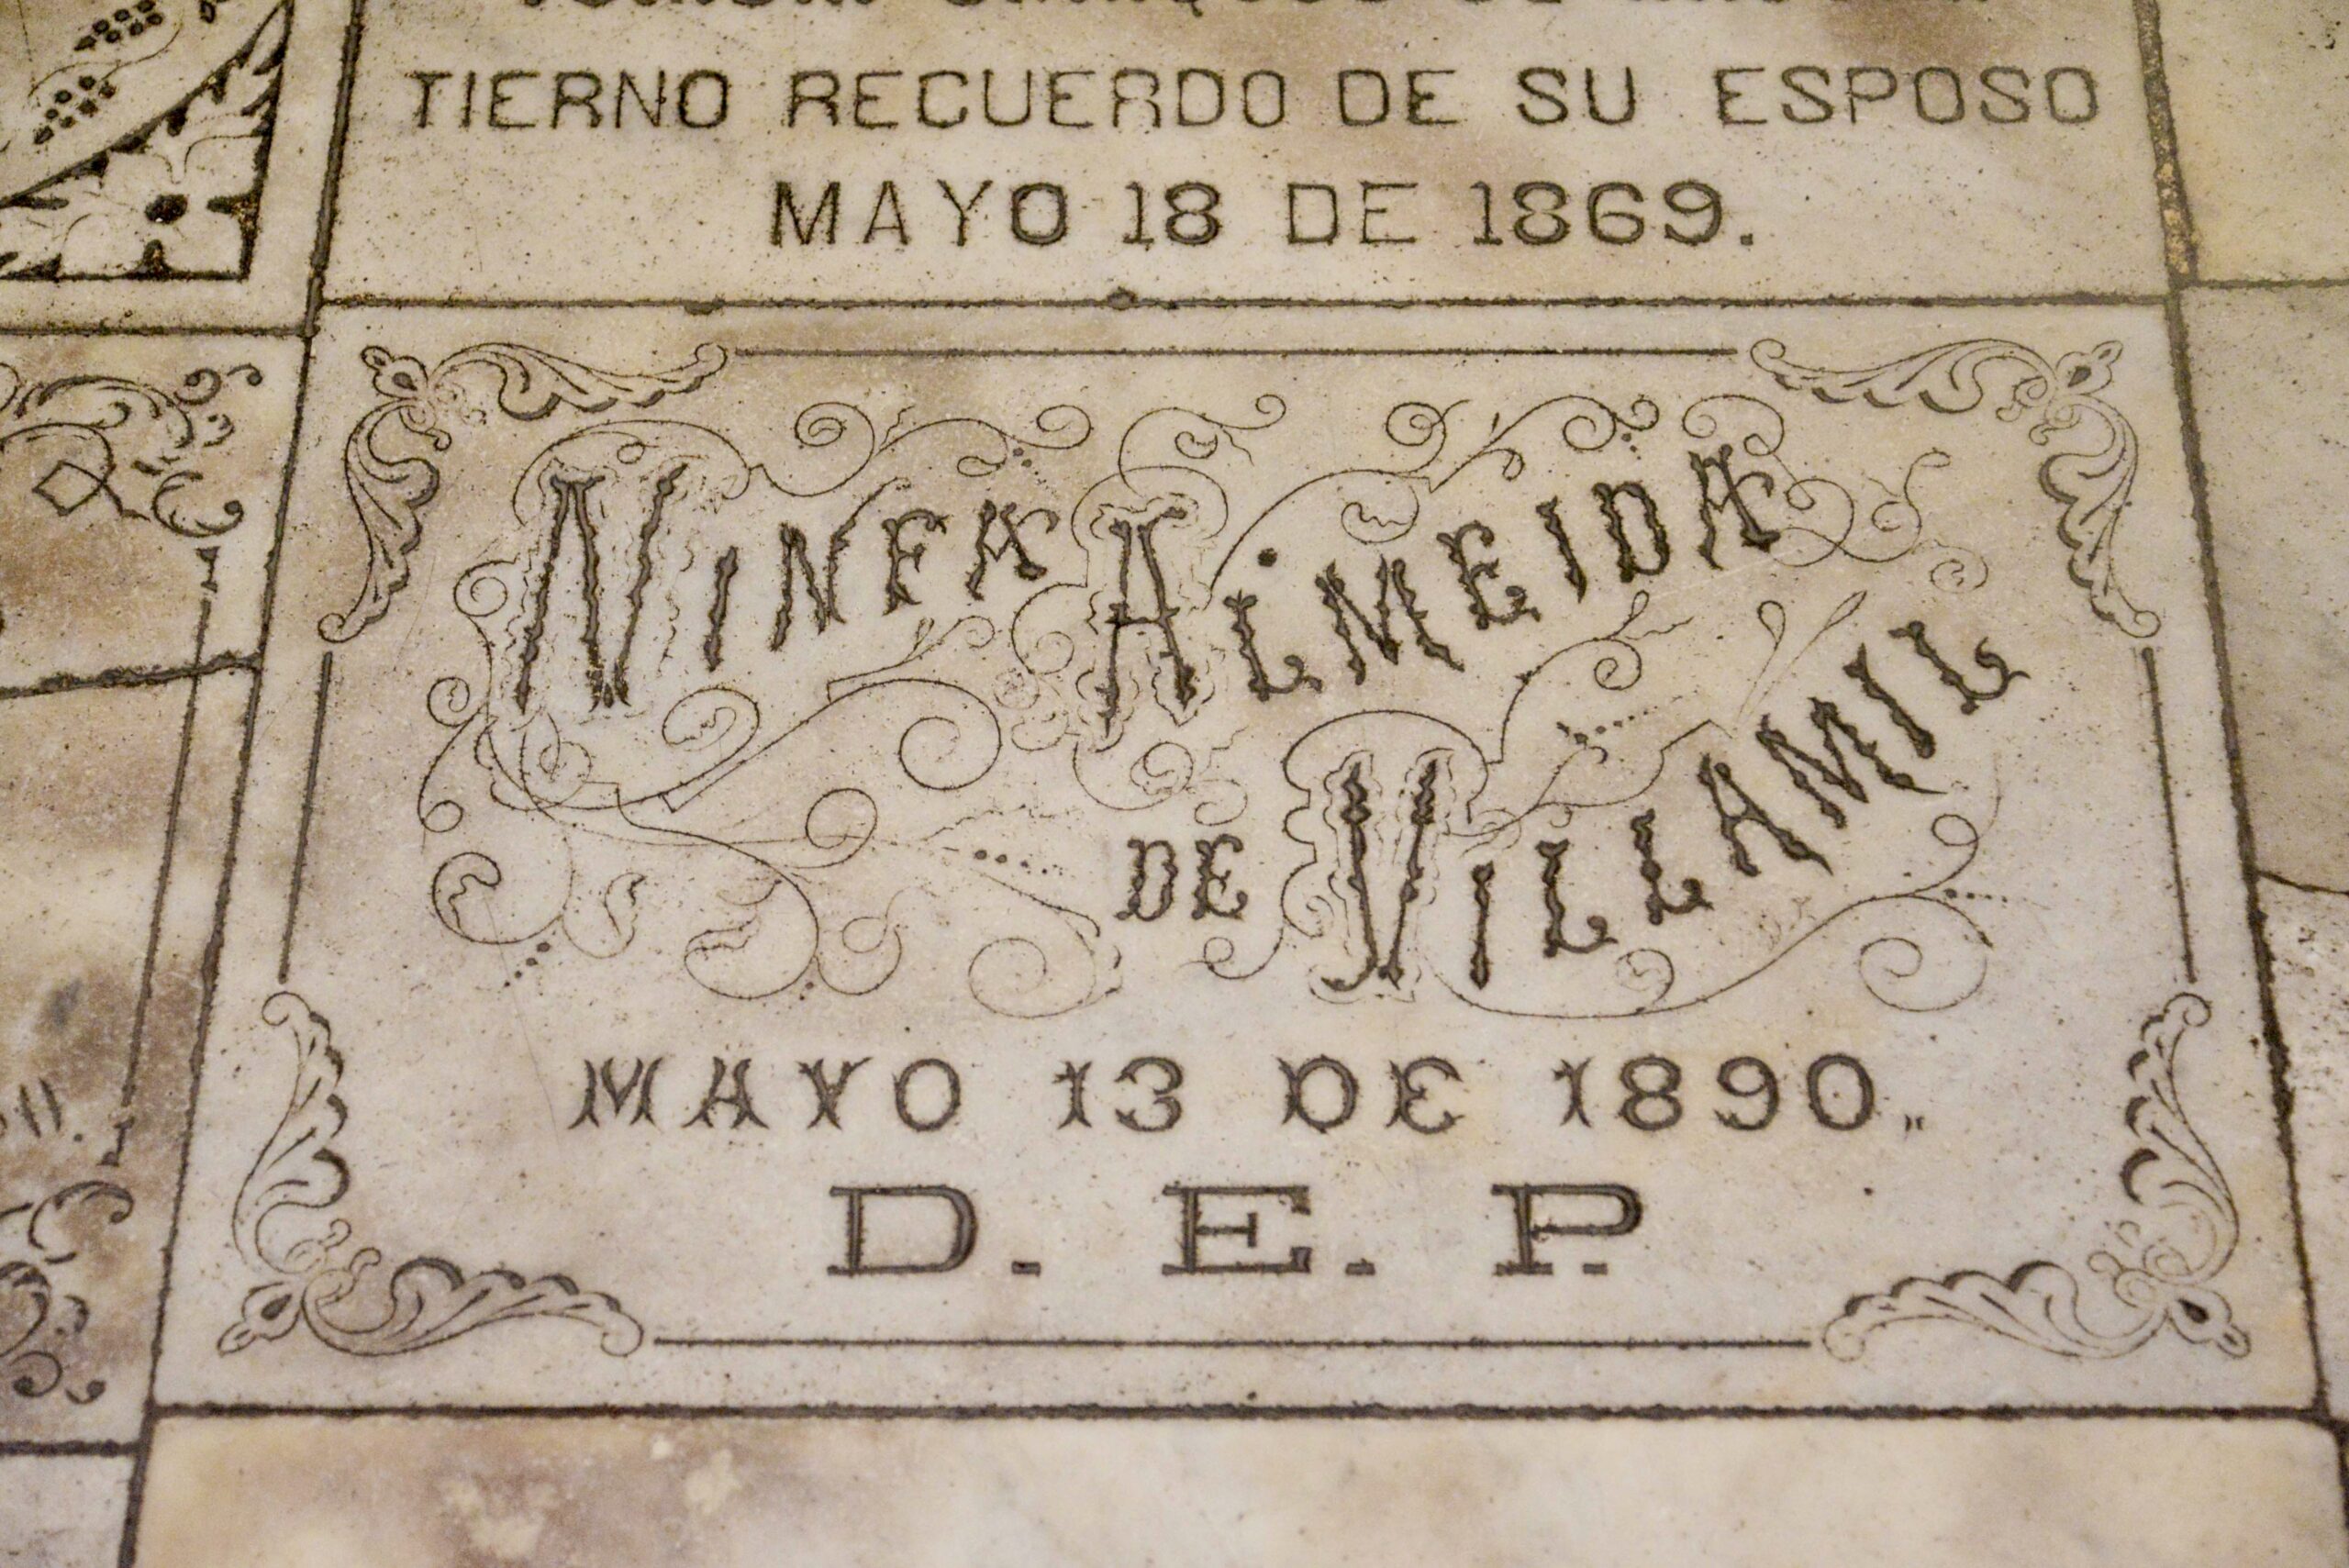 TIERNO RECUERDO DE SU ESPOSO
MAYO 18 DE 1869.
NINFA ALMEIDA
DE VILLAMIL
MAYO 13 DE 1890.
D. E. P.